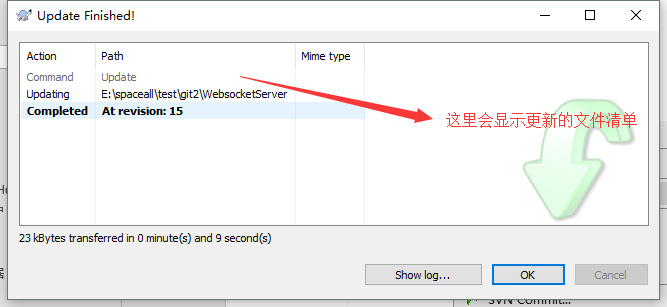 Update Finished!
Action Path Mime type
Command Update
Updating E:\spaceall\test\git2\WebsocketServer
Completed At revision: 15
这里会显示更新的文件清单
23 kBytes transferred in 0 minute(s) and 9 second(s)
Show log... OK Cancel
SVN Commit...